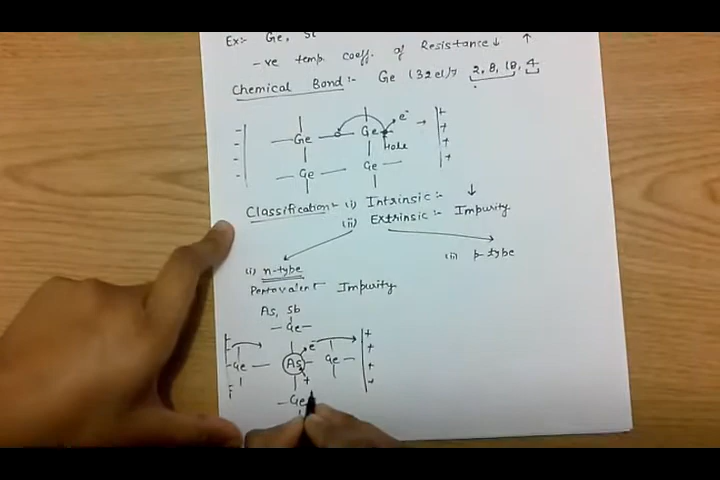 Ex:- Ge, Si
-ve temp. coeff. of Resistance↓ ↑
Chemical Bond:- Ge (32 el) 2, 8, 18, 4
e⁻
- Ge Ge → +
- Hole +
- +
- Ge Ge +
Classification:- (i) Intrinsic:- ↓
(ii) Extrinsic:- Impurity
(i) n-type (ii) p-type
Pentavalent Impurity
As, Sb
Ge
e +
Ge As Ge +
+ +
Ge +